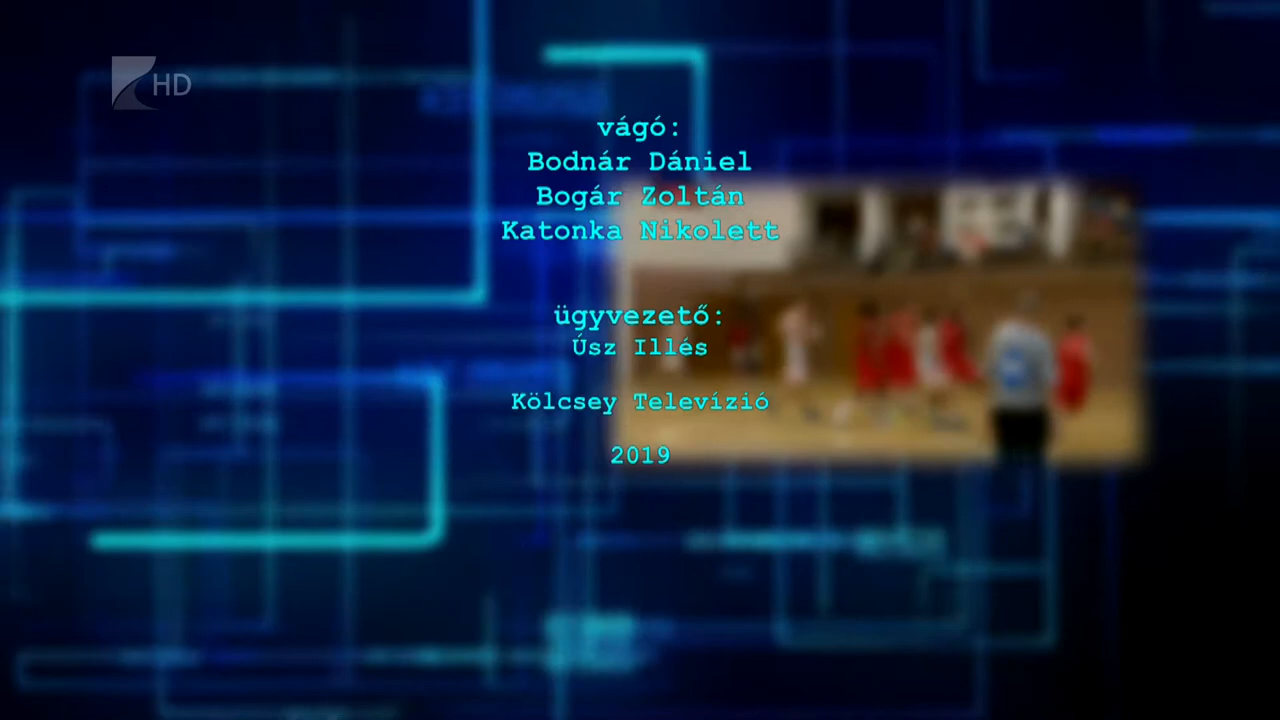 HD
vágó:
Bodnár Dániel
Bogár Zoltán
Katonka Nikolett
ügyvezető:
Úsz Illés
Kölcsey Televízió
2019